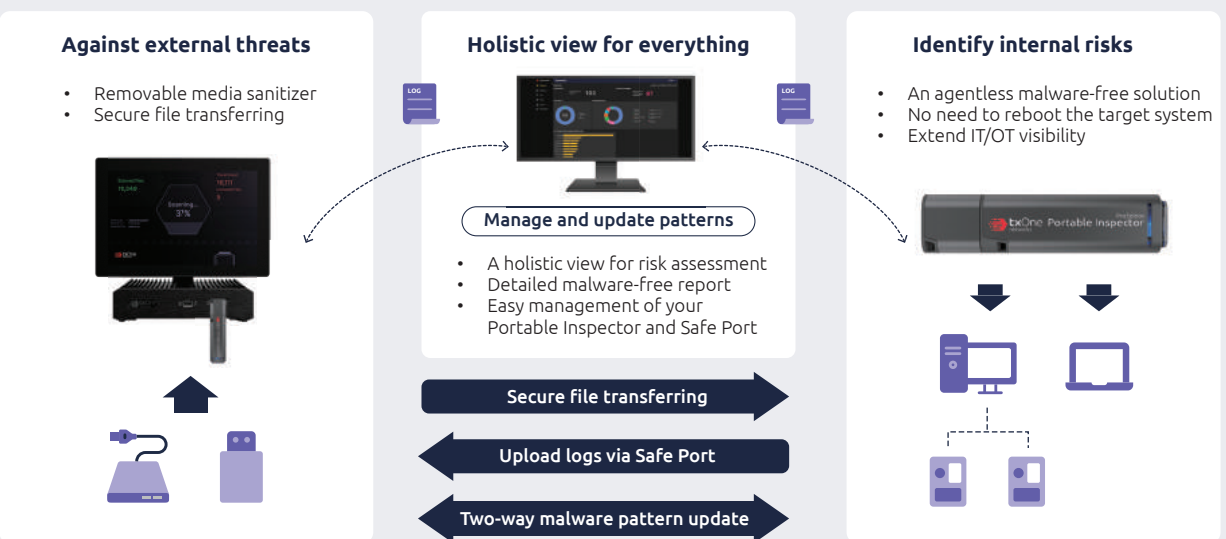 Against external threats
• Removable media sanitizer
• Secure file transferring
Scanning...
Holistic view for everything
LOG
LOG
Manage and update patterns
• A holistic view for risk assessment
• Detailed malware-free report
• Easy management of your
Portable Inspector and Safe Port
Secure file transferring
Upload logs via Safe Port
Two-way malware pattern update
Identify internal risks
• An agentless malware-free solution
• No need to reboot the target system
• Extend IT/OT visibility
txOne Portable Inspector